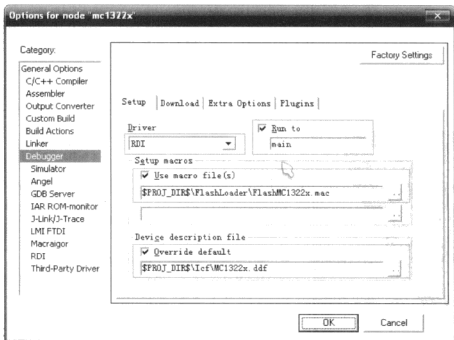 Options for node "mc1322x"
Category:
Factory Settings
General Options
C/C++ Compiler
Assembler
Output Converter
Custom Build
Build Actions
Linker
Debugger
Simulator
Angel
GDB Server
IAR ROM-monitor
J-Link/J-Trace
LMI FTDI
Macraigor
RDI
Third-Party Driver
Setup Download Extra Options Plugins
Driver
RDI
Run to
main
Setup macros
Use macro file(s)
$PROJ_DIR$\FlashLoader\FlashMC1322x.mac
Device description file
Override default
$PROJ_DIR$\Icf\MC1322x.ddf
OK Cancel